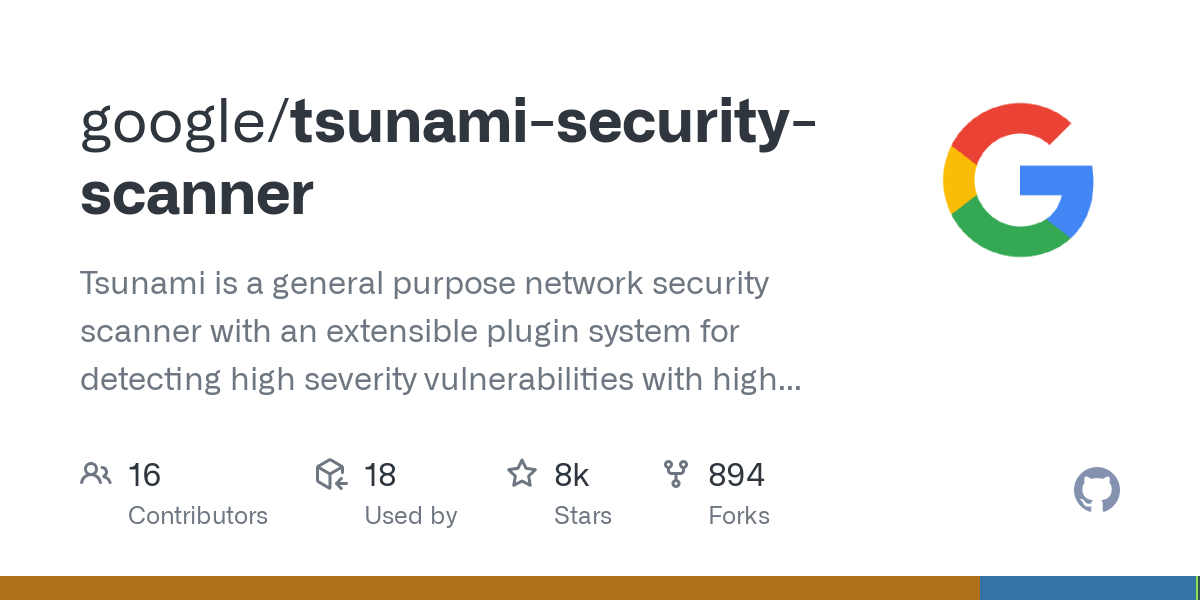 google/tsunami-security-
scanner
Tsunami is a general purpose network security
scanner with an extensible plugin system for
detecting high severity vulnerabilities with high...
16 18 8k 894
Contributors Used by Stars Forks